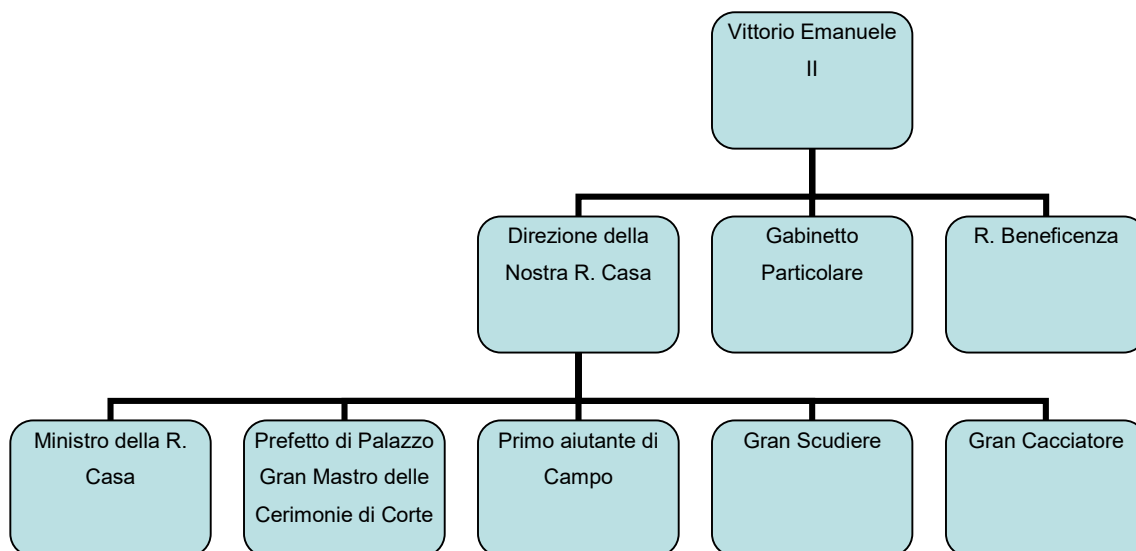 Vittorio Emanuele
II
Direzione della
Nostra R. Casa
Gabinetto
Particolare
R. Beneficenza
Ministro della R.
Casa
Prefetto di Palazzo
Gran Mastro delle
Cerimonie di Corte
Primo aiutante di
Campo
Gran Scudiere
Gran Cacciatore